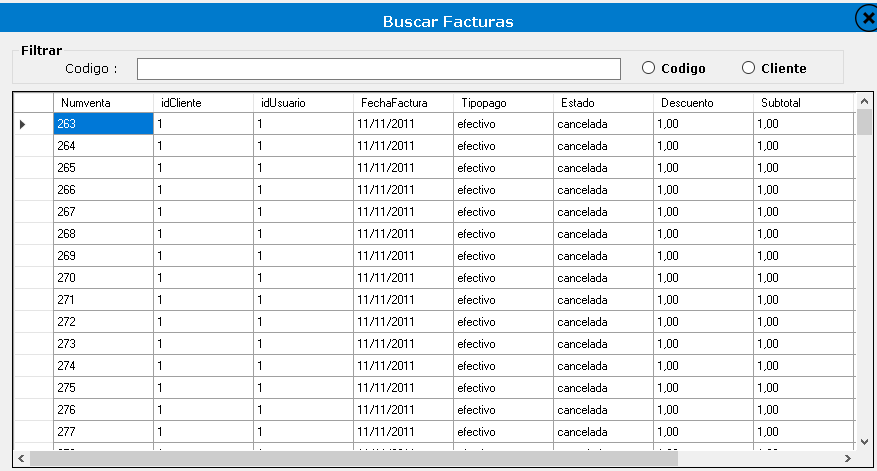 Buscar Facturas
Filtrar
Codigo :
Codigo
Cliente
Numventa idCliente idUsuario FechaFactura Tipopago Estado Descuento Subtotal
263 1 1 11/11/2011 efectivo cancelada 1,00 1,00
264 1 1 11/11/2011 efectivo cancelada 1,00 1,00
265 1 1 11/11/2011 efectivo cancelada 1,00 1,00
266 1 1 11/11/2011 efectivo cancelada 1,00 1,00
267 1 1 11/11/2011 efectivo cancelada 1,00 1,00
268 1 1 11/11/2011 efectivo cancelada 1,00 1,00
269 1 1 11/11/2011 efectivo cancelada 1,00 1,00
270 1 1 11/11/2011 efectivo cancelada 1,00 1,00
271 1 1 11/11/2011 efectivo cancelada 1,00 1,00
272 1 1 11/11/2011 efectivo cancelada 1,00 1,00
273 1 1 11/11/2011 efectivo cancelada 1,00 1,00
274 1 1 11/11/2011 efectivo cancelada 1,00 1,00
275 1 1 11/11/2011 efectivo cancelada 1,00 1,00
276 1 1 11/11/2011 efectivo cancelada 1,00 1,00
277 1 1 11/11/2011 efectivo cancelada 1,00 1,00